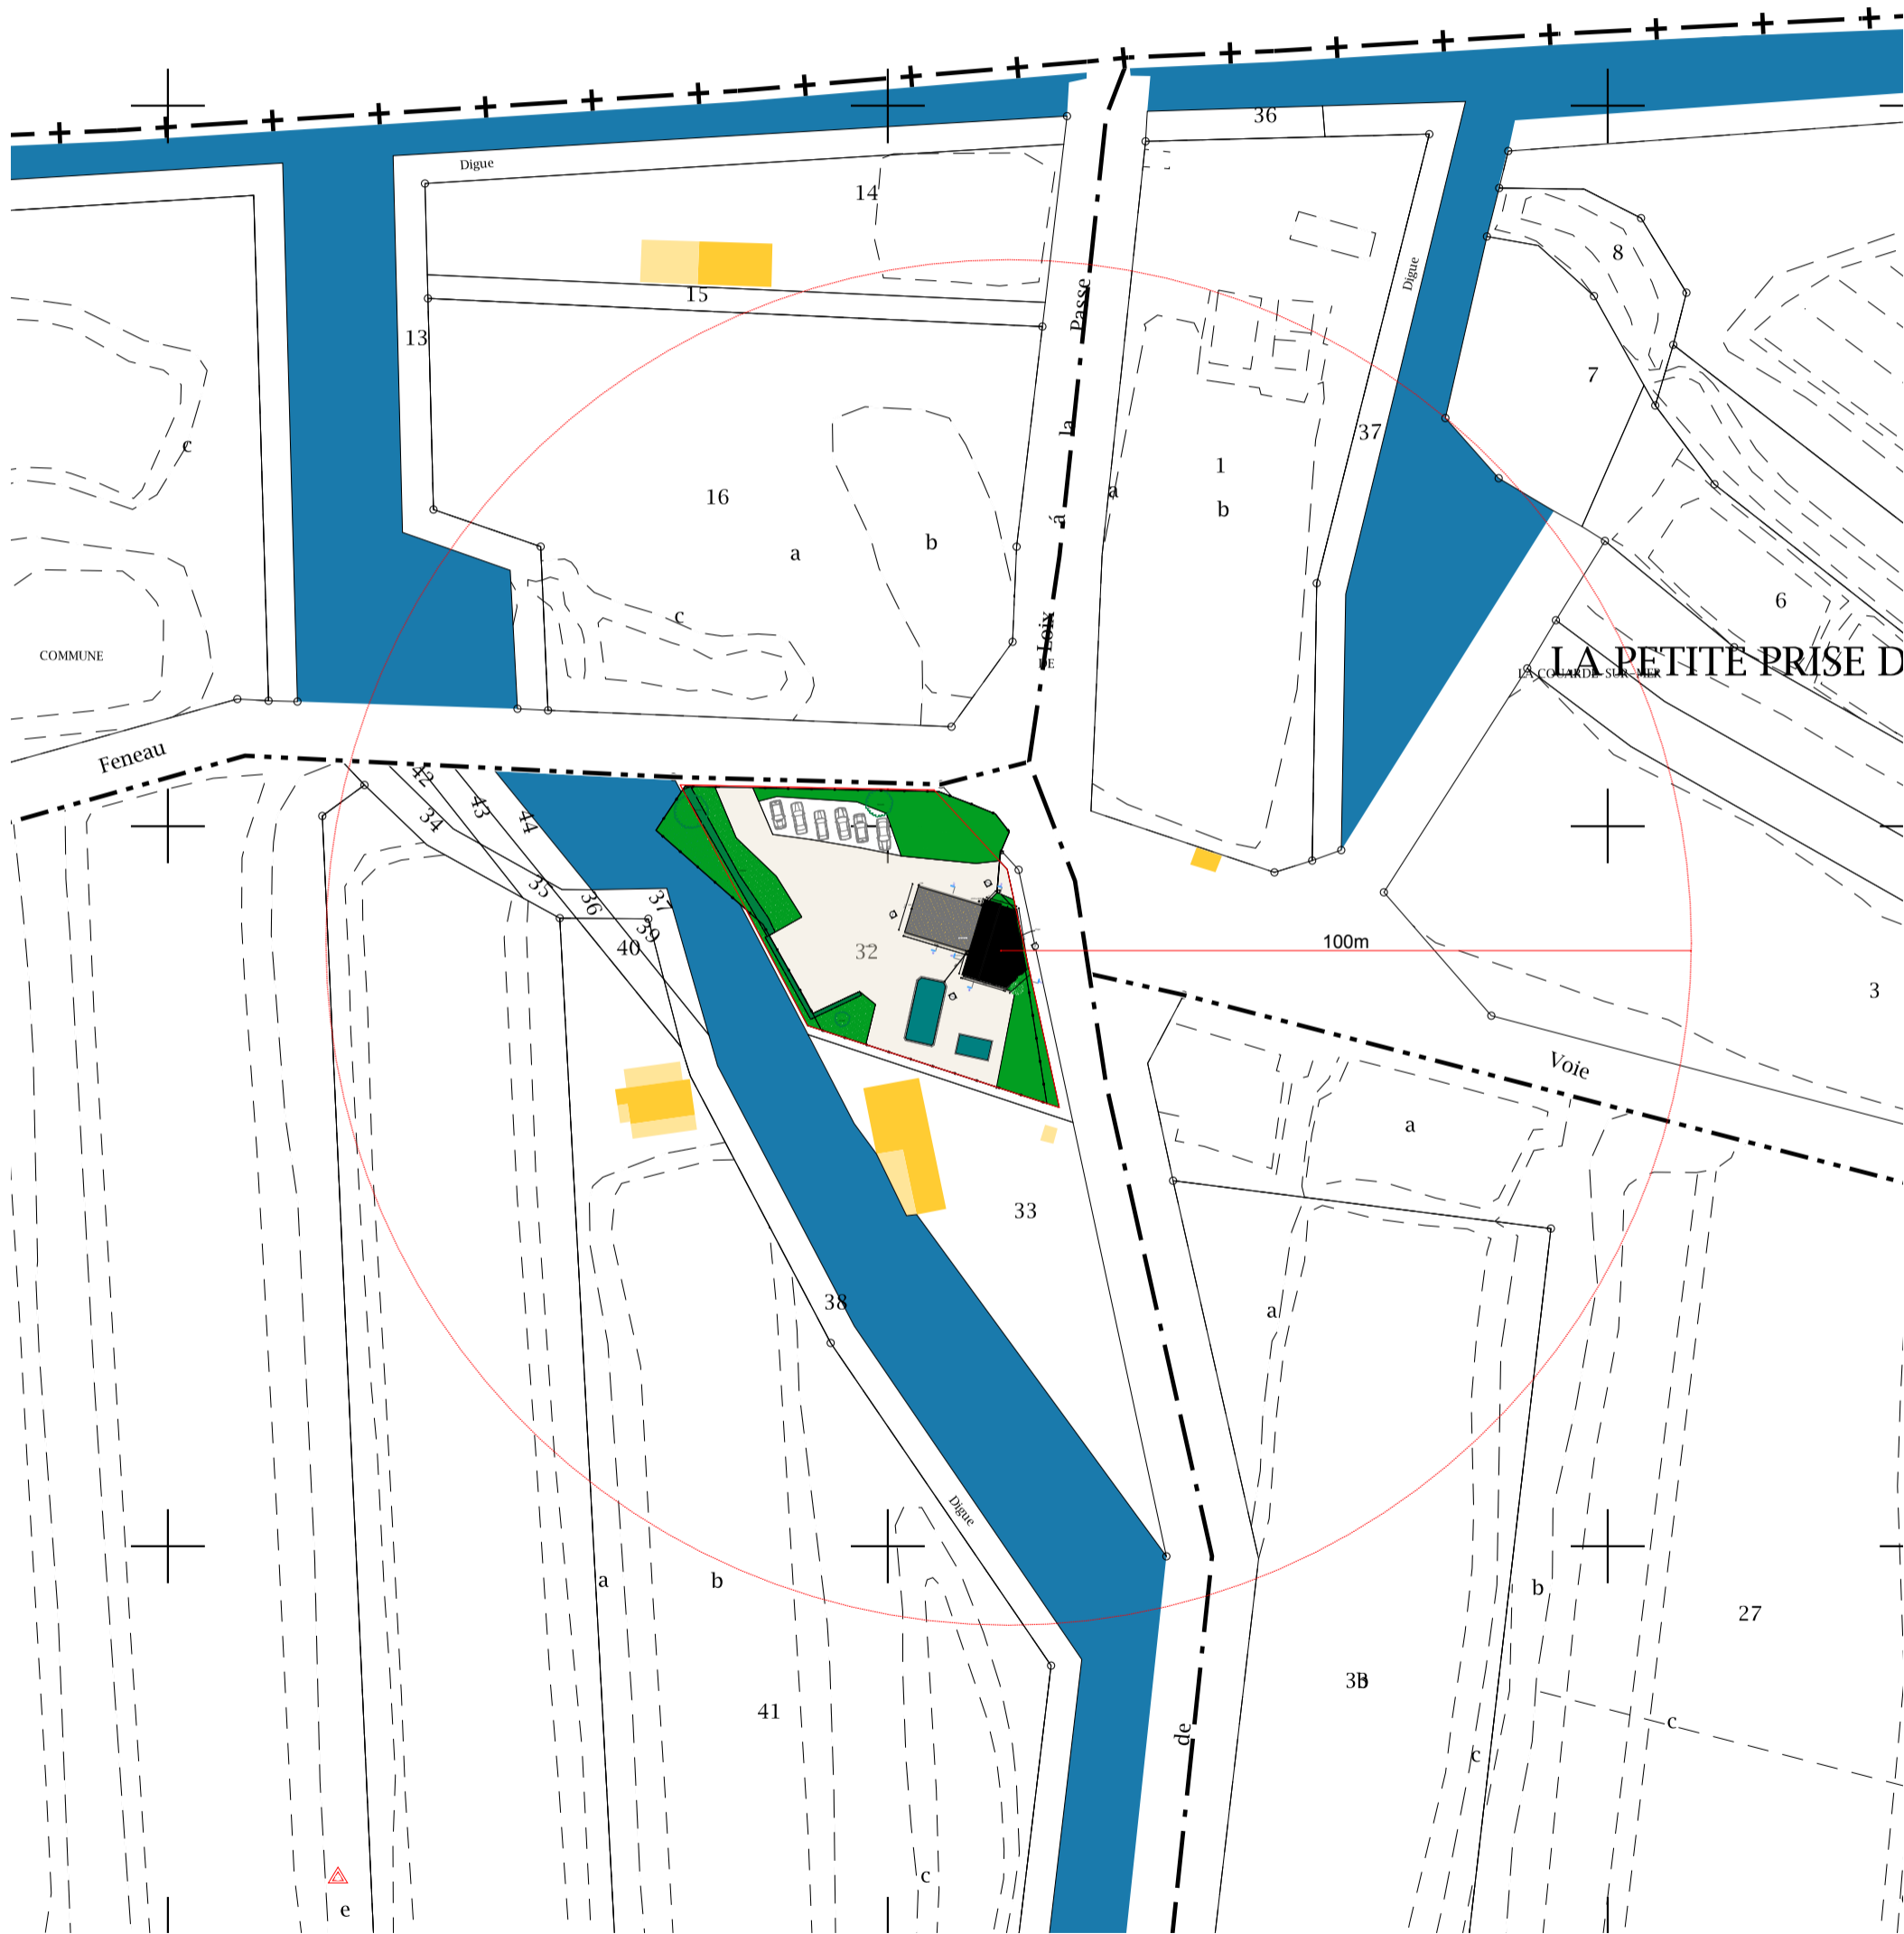 36
Digue
14
8
Digue
Passe
15
13
7
la
37
c
1
16
a
b
à
b
a
c
6
Loix
COMMUNE
DE
LA PETITE PRISE D
LA COUARDE-SUR-MER
Feneau
42
43
34
44
35
36
37
39
40
32
100m
3
Voie
a
33
38
a
Digue
a
b
b
27
33
B
41
c
de
c
c
e